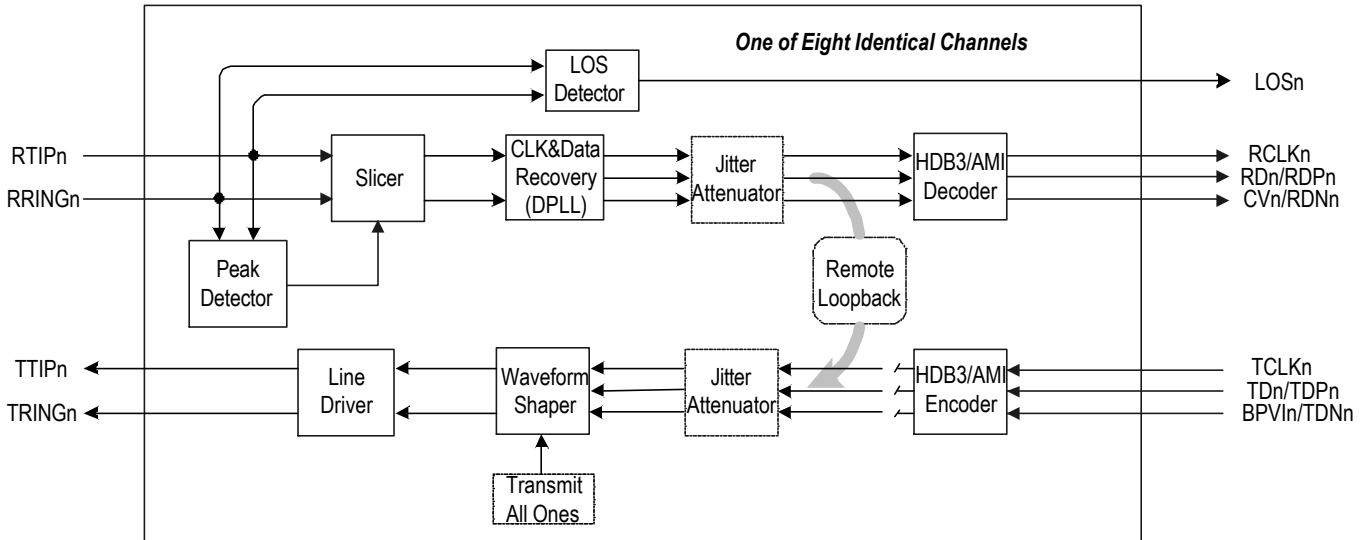 One of Eight Identical Channels
LOS
Detector
LOSn
RTIPn
RRINGn
Slicer
CLK&Data
Recovery
(DPLL)
Jitter
Attenuator
HDB3/AMI
Decoder
RCLKn
RDn/RDPn
CVn/RDNn
Peak
Detector
Remote
Loopback
TTIPn
TRINGn
Line
Driver
Waveform
Shaper
Jitter
Attenuator
HDB3/AMI
Encoder
TCLKn
TDn/TDPn
BPVIn/TDNn
Transmit
All Ones